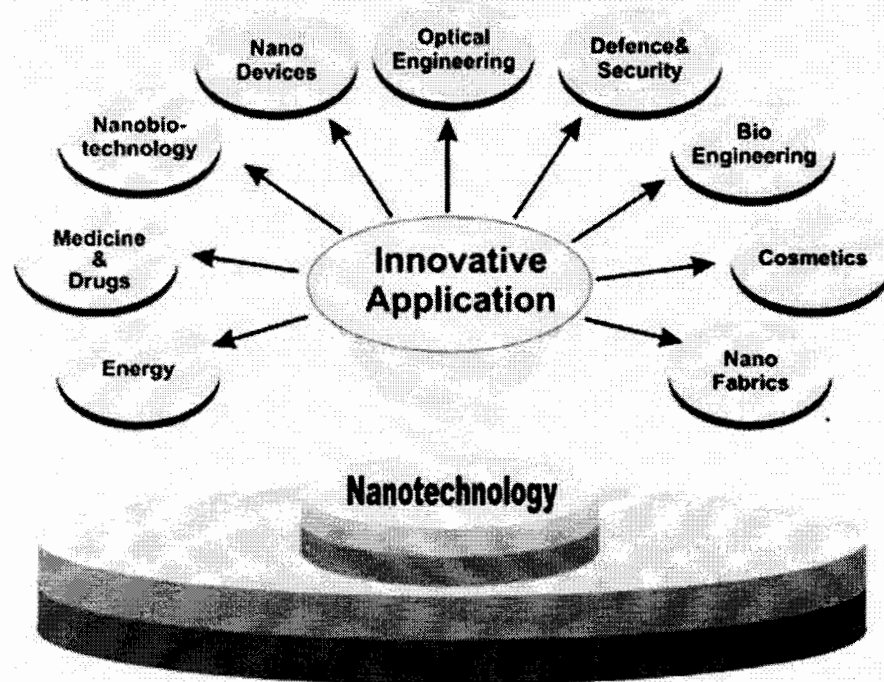 Nano
Devices
Optical
Engineering
Defence&
Security
Nanobio-
technology
Bio
Engineering
Medicine
&
Drugs
Innovative
Application
Cosmetics
Energy
Nano
Fabrics
Nanotechnology